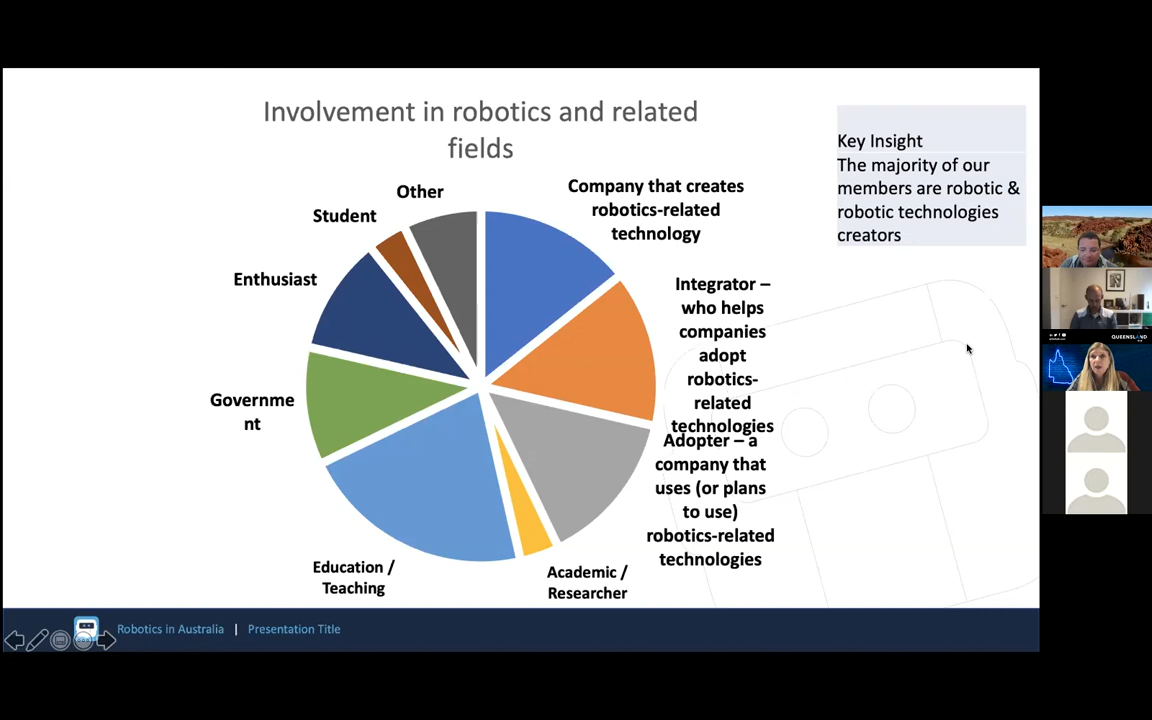 Involvement in robotics and related
fields
Key Insight
The majority of our
members are robotic &
robotic technologies
creators
Other
Student
Enthusiast
Governme
nt
Education /
Teaching
Company that creates
robotics-related
technology
Integrator –
who helps
companies
adopt
robotics-
related
technologies
Adopter – a
company that
uses (or plans
to use)
robotics-related
technologies
Academic /
Researcher
QUEENSLAND
Robotics in Australia | Presentation Title